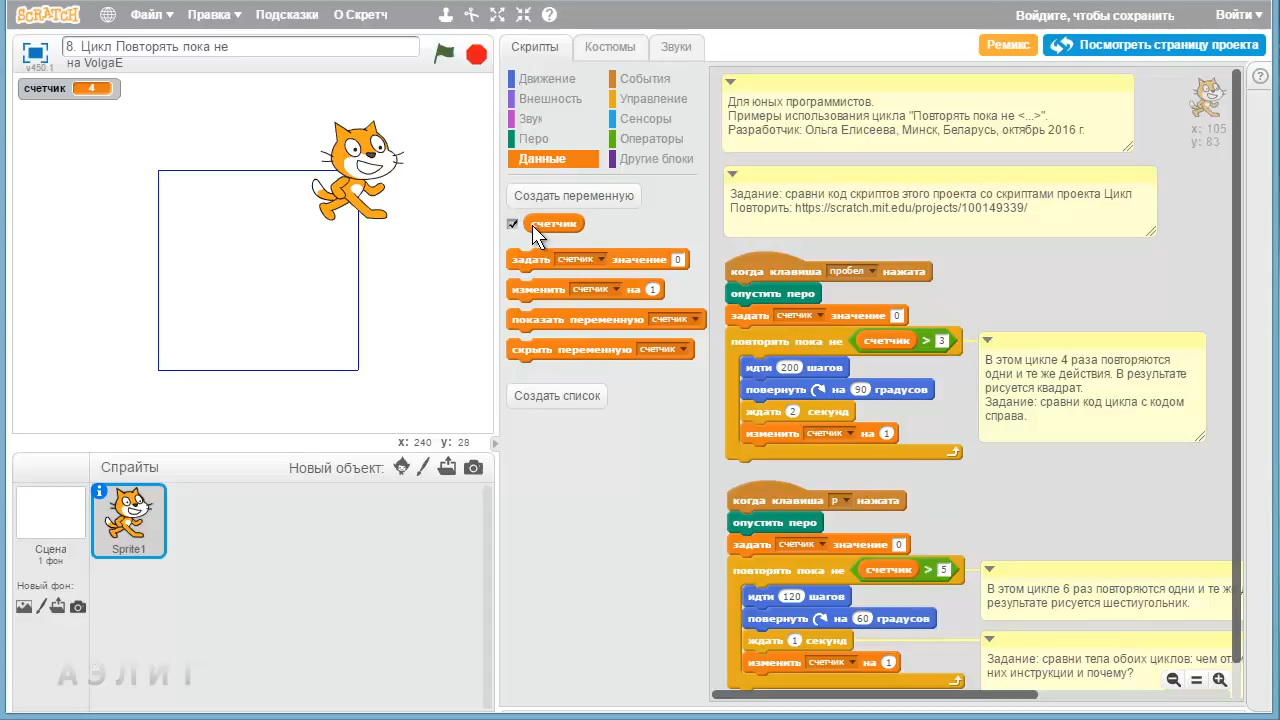 SCRATCH
Файл Правка Подсказки О Скретч
Войдите, чтобы сохранить Войти
8. Цикл Повторять пока не
на VolgaE
v450.1
счетчик 4
x: 240 y: 28
Спрайты Новый объект:
Сцена
1 фон
Sprite1
Новый фон:
АЭЛИТ
Скрипты Костюмы Звуки
Ремикс Посмотреть страницу проекта
Движение События
Внешность Управление
Звук Сенсоры
Перо Операторы
Данные Другие блоки
Создать переменную
счетчик
задать счетчик значение 0
изменить счетчик на 1
показать переменную счетчик
скрыть переменную счетчик
Создать список
Для юных программистов.
Примеры использования цикла "Повторять пока не <...>".
Разработчик: Ольга Елисеева, Минск, Беларусь, октябрь 2016 г.
x: 105
y: 83
Задание: сравни код скриптов этого проекта со скриптами проекта Цикл
Повторить: https://scratch.mit.edu/projects/100149339/
когда клавиша пробел нажата
опустить перо
задать счетчик значение 0
повторять пока не счетчик > 3
идти 200 шагов
повернуть на 90 градусов
ждать 2 секунд
изменить счетчик на 1
В этом цикле 4 раза повторяются
одни и те же действия. В результате
рисуется квадрат.
Задание: сравни код цикла с кодом
справа.
когда клавиша p нажата
опустить перо
задать счетчик значение 0
повторять пока не счетчик > 5
идти 120 шагов
повернуть на 60 градусов
ждать 1 секунд
изменить счетчик на 1
В этом цикле 6 раз повторяются одни и те же
результате рисуется шестиугольник.
Задание: сравни тела обоих циклов: чем
них инструкции и почему?